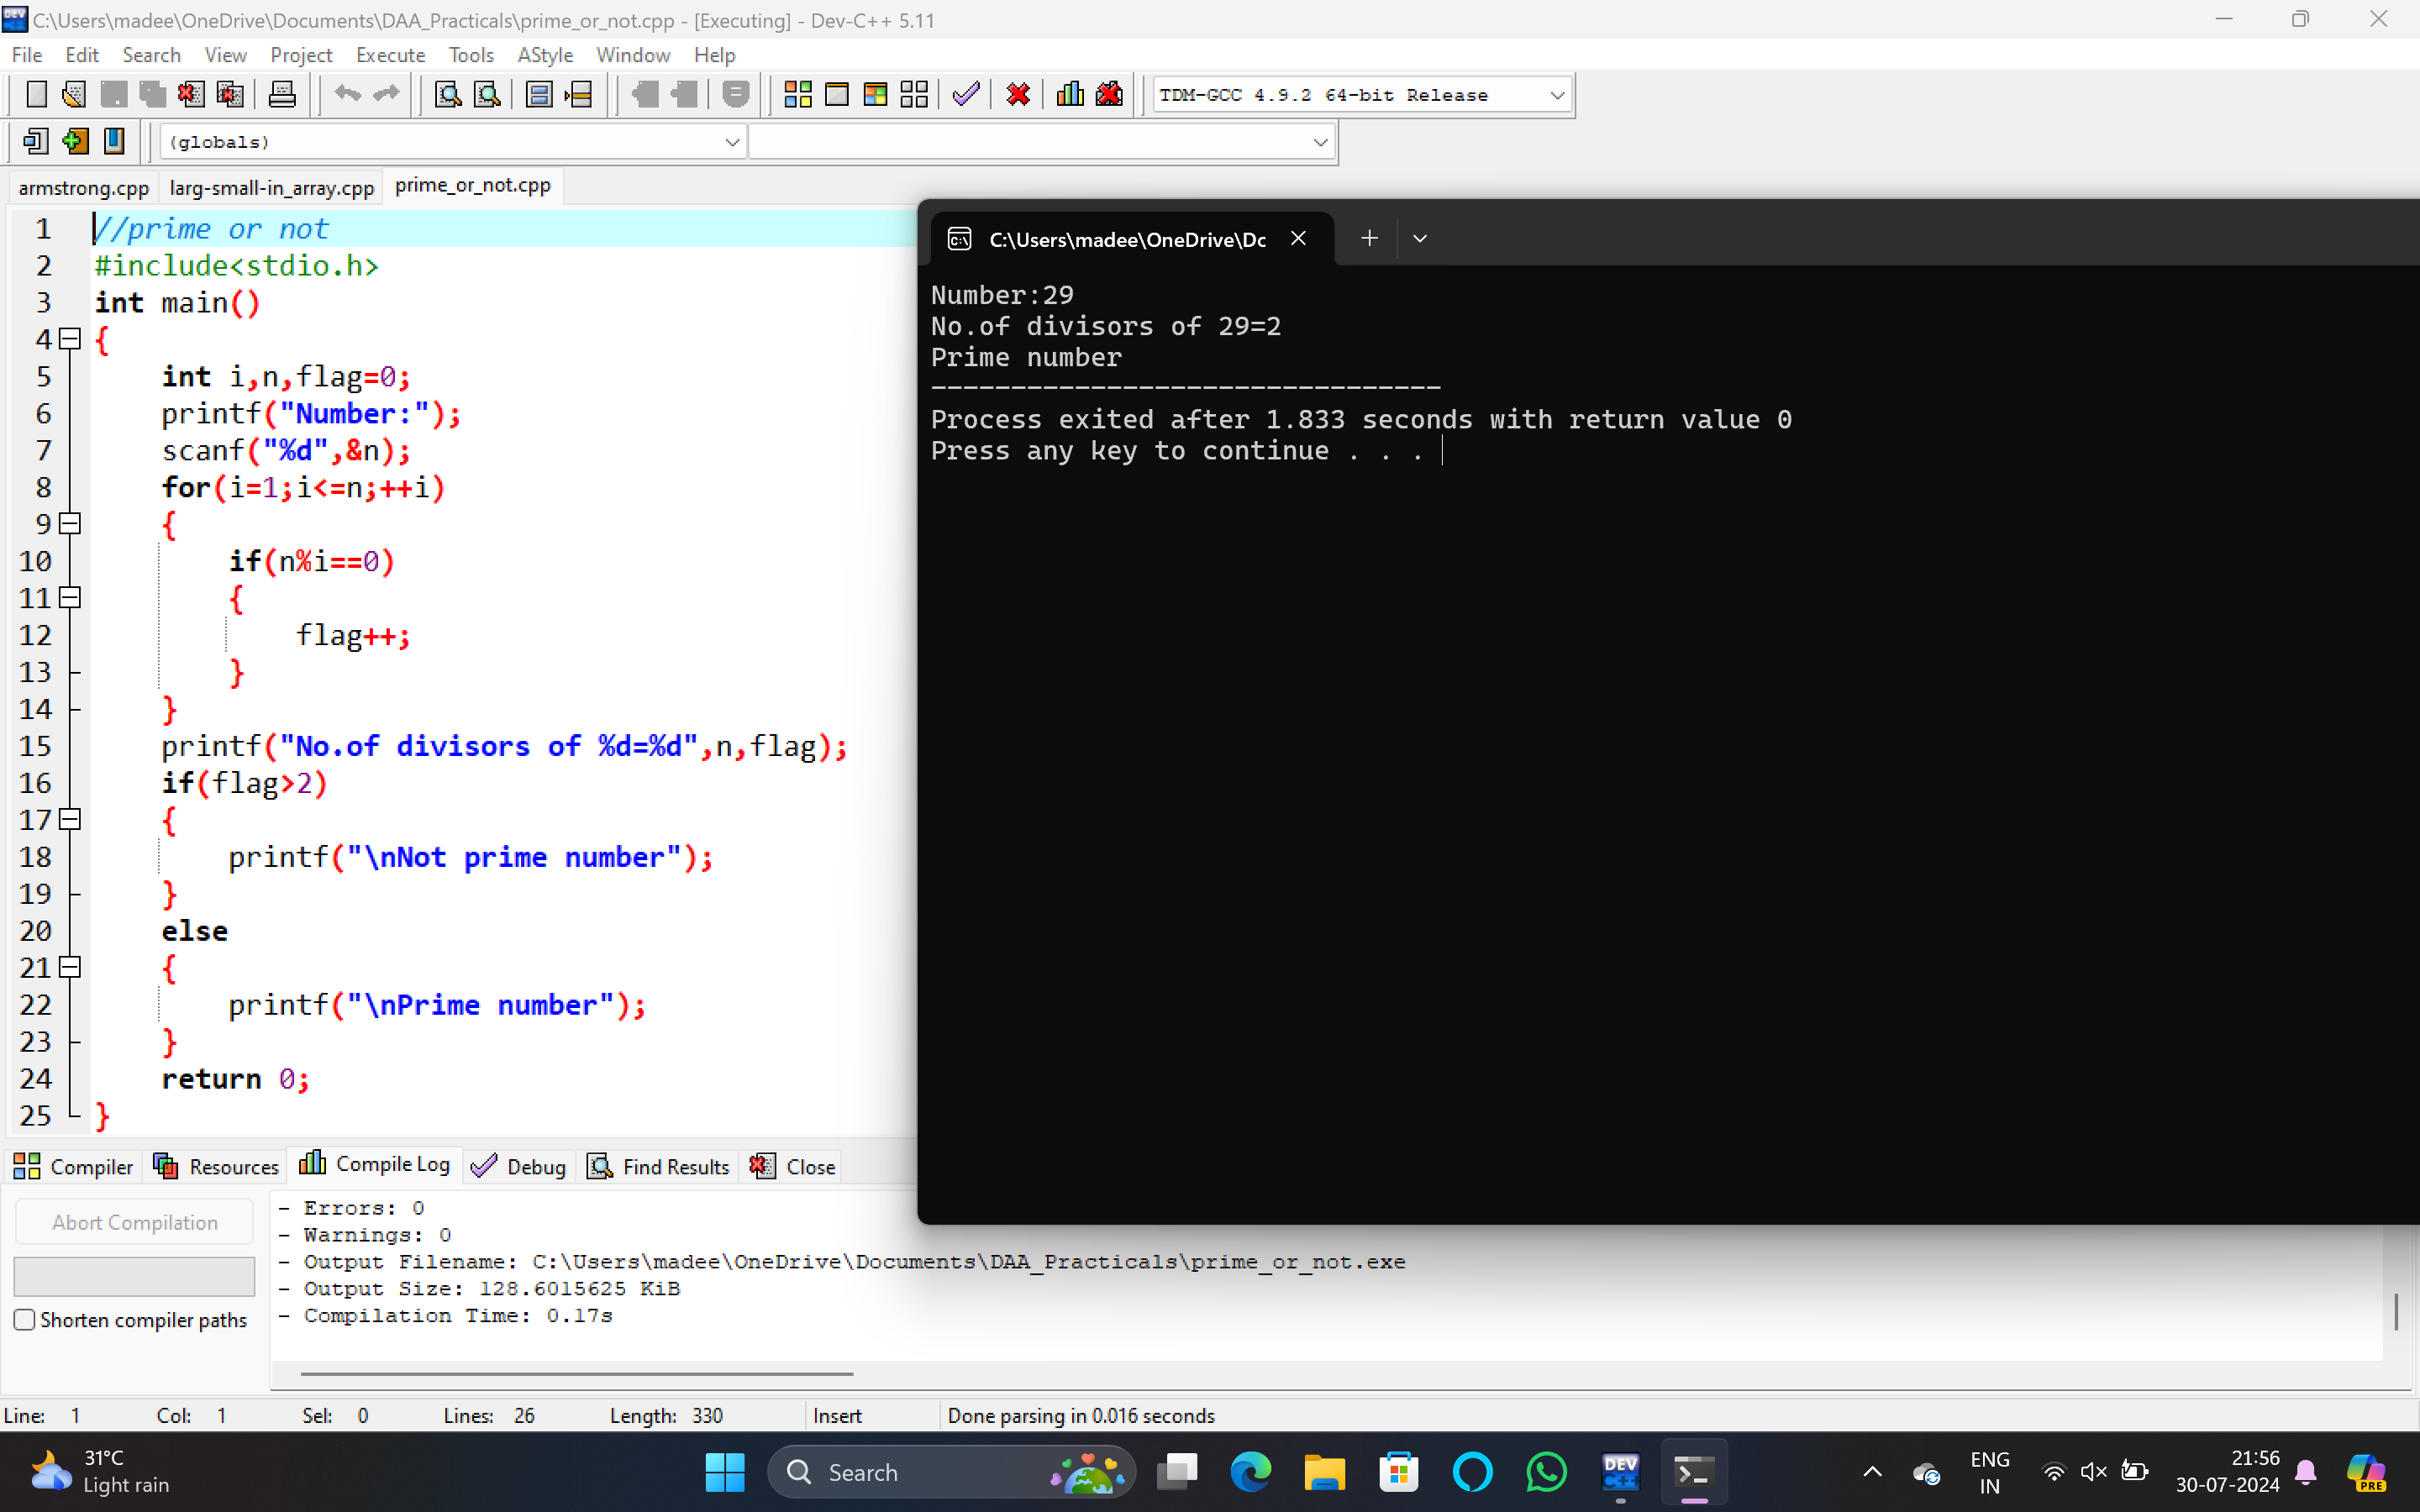 C:\Users\madee\OneDrive\Documents\DAA_Practicals\prime_or_not.cpp - [Executing] - Dev-C++ 5.11
File Edit Search View Project Execute Tools AStyle Window Help
TDM-GCC 4.9.2 64-bit Release
(globals)
armstrong.cpp larg-small-in_array.cpp prime_or_not.cpp
1 //prime or not
2 #include<stdio.h>
3 int main()
4 {
5 int i,n,flag=0;
6 printf("Number:");
7 scanf("%d",&n);
8 for(i=1;i<=n;++i)
9 {
10 if(n%i==0)
11 {
12 flag++;
13 }
14 }
15 printf("No.of divisors of %d=%d",n,flag);
16 if(flag>2)
17 {
18 printf("\nNot prime number");
19 }
20 else
21 {
22 printf("\nPrime number");
23 }
24 return 0;
25 }
C:\Users\madee\OneDrive\Dc
Number:29
No.of divisors of 29=2
Prime number
--------------------------------
Process exited after 1.833 seconds with return value 0
Press any key to continue . . .
Compiler Resources Compile Log Debug Find Results Close
Abort Compilation
Shorten compiler paths
- Errors: 0
- Warnings: 0
- Output Filename: C:\Users\madee\OneDrive\Documents\DAA_Practicals\prime_or_not.exe
- Output Size: 128.6015625 KiB
- Compilation Time: 0.17s
Line: 1 Col: 1 Sel: 0 Lines: 26 Length: 330 Insert Done parsing in 0.016 seconds
31°C
Light rain
Search
DEV
ENG
IN
21:56
30-07-2024
PRE